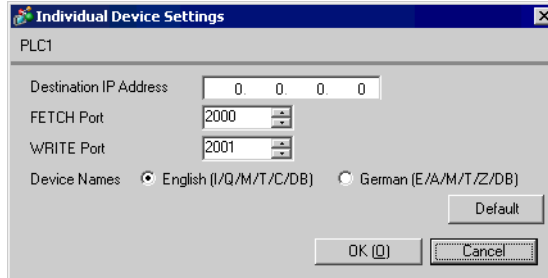 Individual Device Settings
PLC1
Destination IP Address 0. 0. 0. 0
FETCH Port 2000
WRITE Port 2001
Device Names English (I/Q/M/T/C/DB) German (E/A/M/T/Z/DB)
Default
OK (O) Cancel